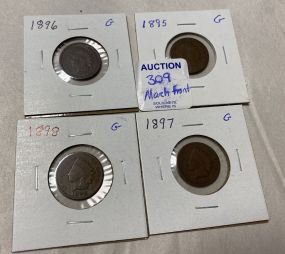 1896 G
1895 G
AUCTION
309
March front
1898 G
1897 G